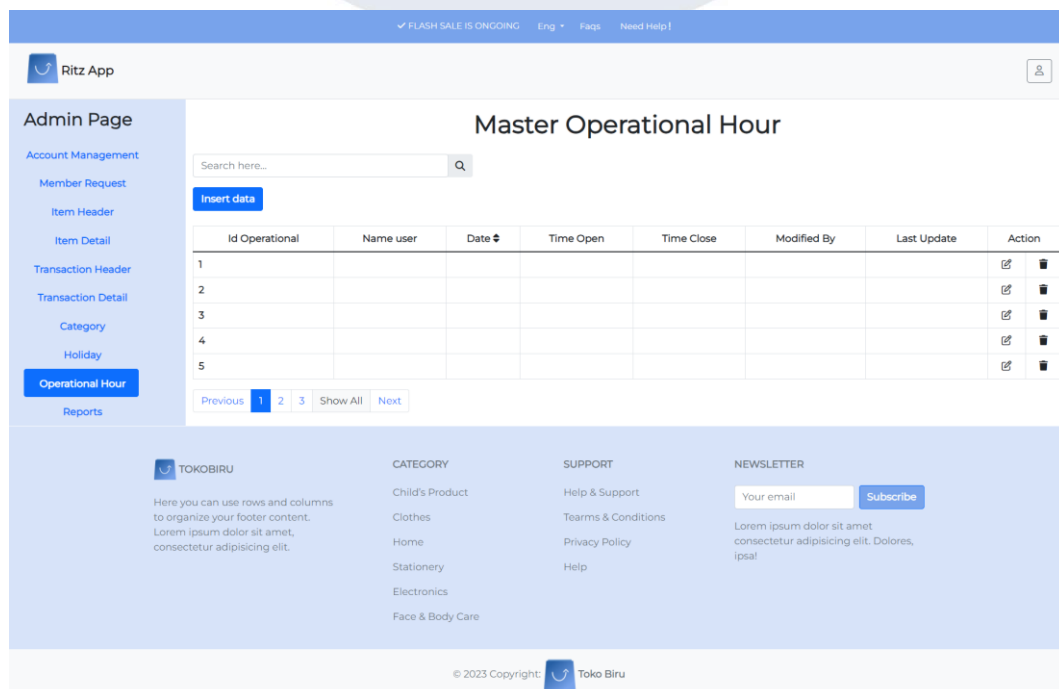 FLASH SALE IS ONGOING Eng Faqs Need Help!
Ritz App
Admin Page
Account Management
Member Request
Item Header
Item Detail
Transaction Header
Transaction Detail
Category
Holiday
Operational Hour
Reports
Master Operational Hour
Search here...
Insert data
Id Operational Name user Date Time Open Time Close Modified By Last Update Action
1
2
3
4
5
Previous 1 2 3 Show All Next
TOKOBIRU
Here you can use rows and columns
to organize your footer content.
Lorem ipsum dolor sit amet,
consectetur adipisicing elit.
CATEGORY
Child's Product
Clothes
Home
Stationery
Electronics
Face & Body Care
SUPPORT
Help & Support
Tearms & Conditions
Privacy Policy
Help
NEWSLETTER
Your email Subscribe
Lorem ipsum dolor sit amet
consectetur adipisicing elit. Dolores,
ipsa!
© 2023 Copyright: Toko Biru